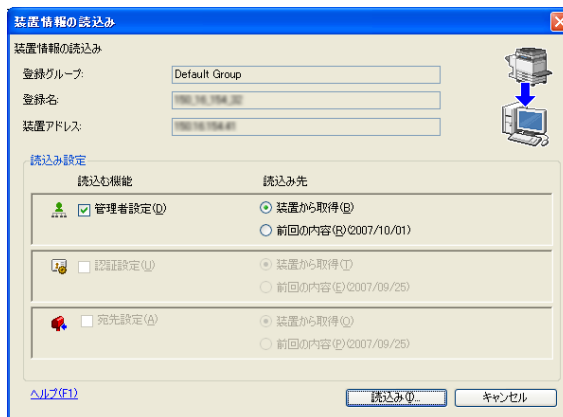 装置情報の読込み
装置情報の読込み
登録グループ: Default Group
登録名:
装置アドレス:
読込み設定
読込む機能 読込み先
管理者設定(D) 装置から取得(B)
前回の内容(R)(2007/10/01)
認証設定(U) 装置から取得(T)
前回の内容(E)(2007/09/25)
宛先設定(A) 装置から取得(O)
前回の内容(P)(2007/09/25)
ヘルプ(F1) 読込み(I)... キャンセル